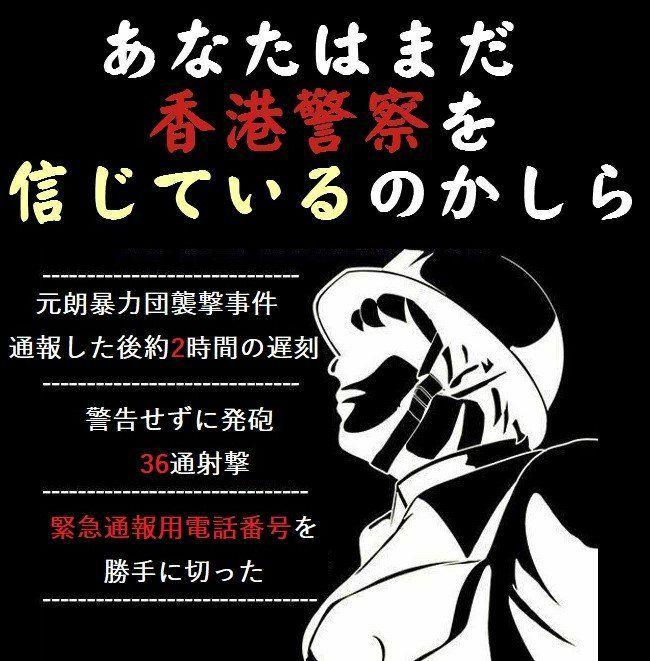 あなたはまだ
香港警察を
信じているのかしら
元朗暴力団襲撃事件
通報した後約2時間の遅刻
警告せずに発砲
36通射撃
緊急通報用電話番号を
勝手に切った